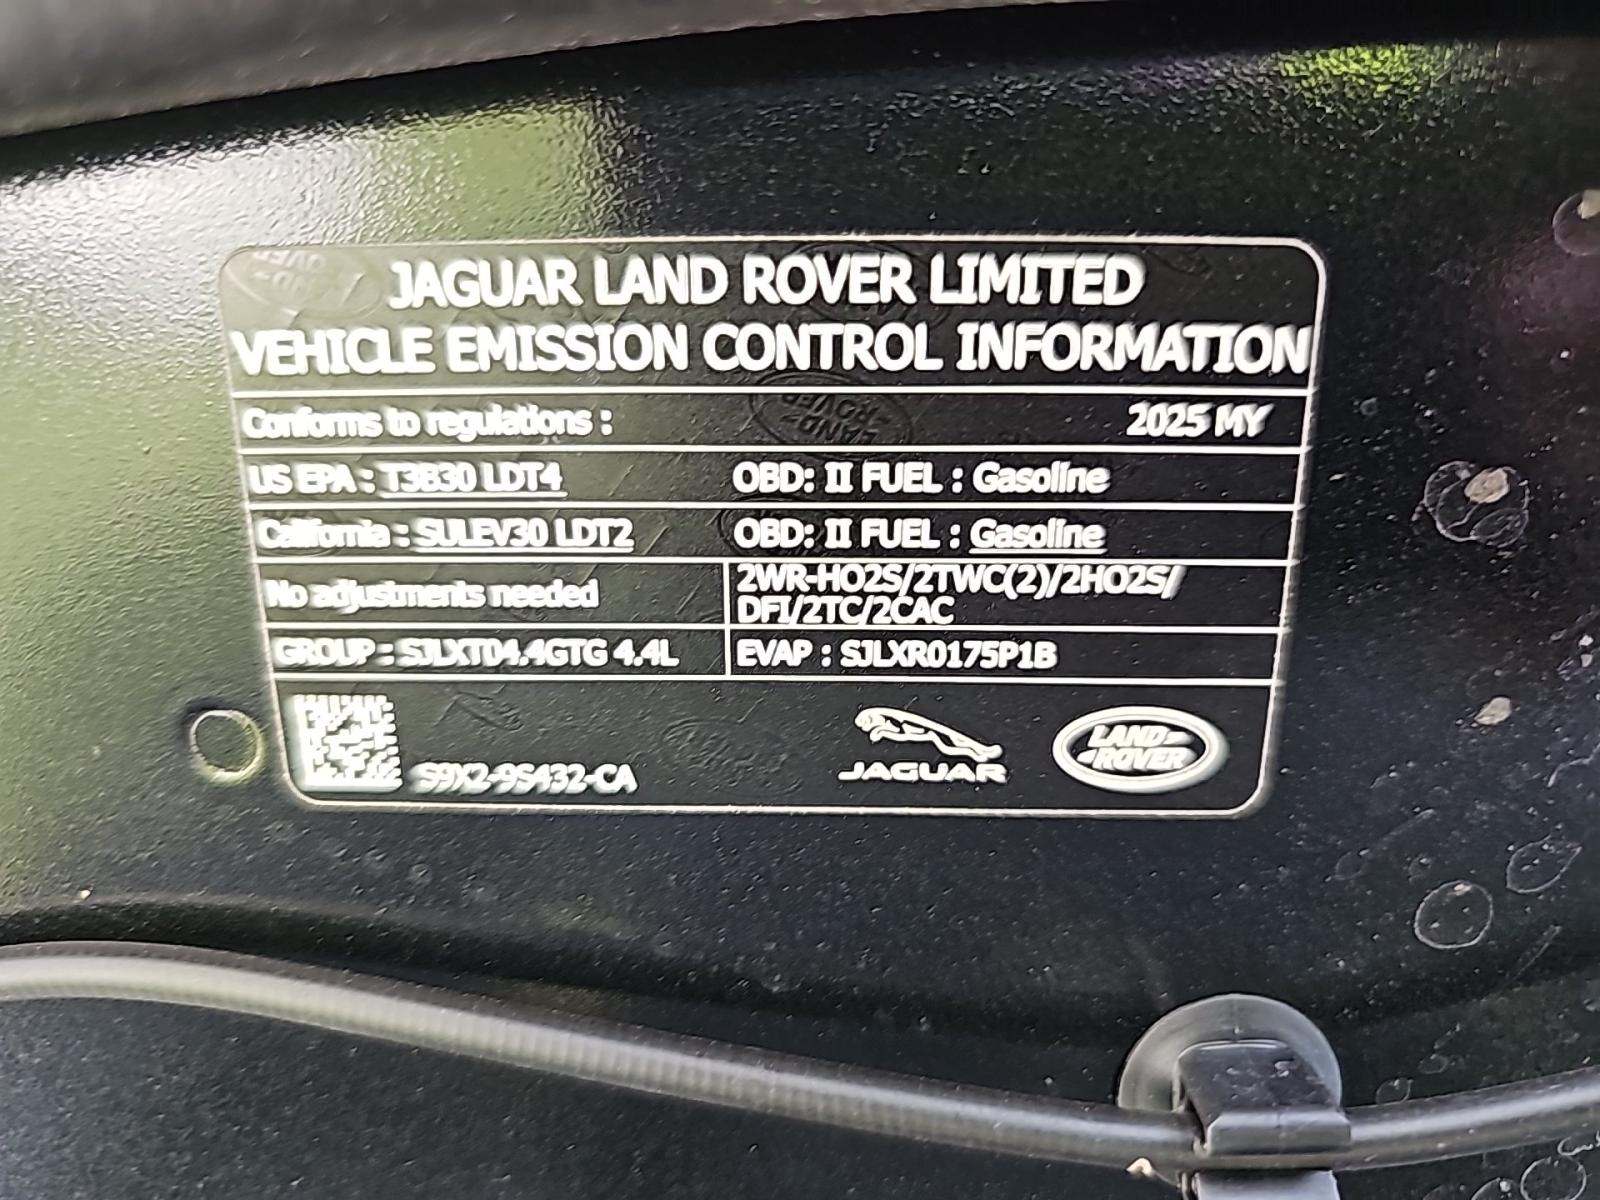 JAGUAR LAND ROVER LIMITED
VEHICLE EMISSION CONTROL INFORMATION
Conforms to regulations : 2025 MY
US EPA : T3B30 LDT4 OBD: II FUEL : Gasoline
California : SULEV30 LDT2 OBD: II FUEL : Gasoline
No adjustments needed
2WR-HO2S/2TWC(2)/2HO2S/
DFI/2TC/2CAC
GROUP : SJLXT04.4GTG 4.4L
EVAP : SJLXR0175P1B
S9X2-9S432-CA
JAGUAR
LAND
ROVER